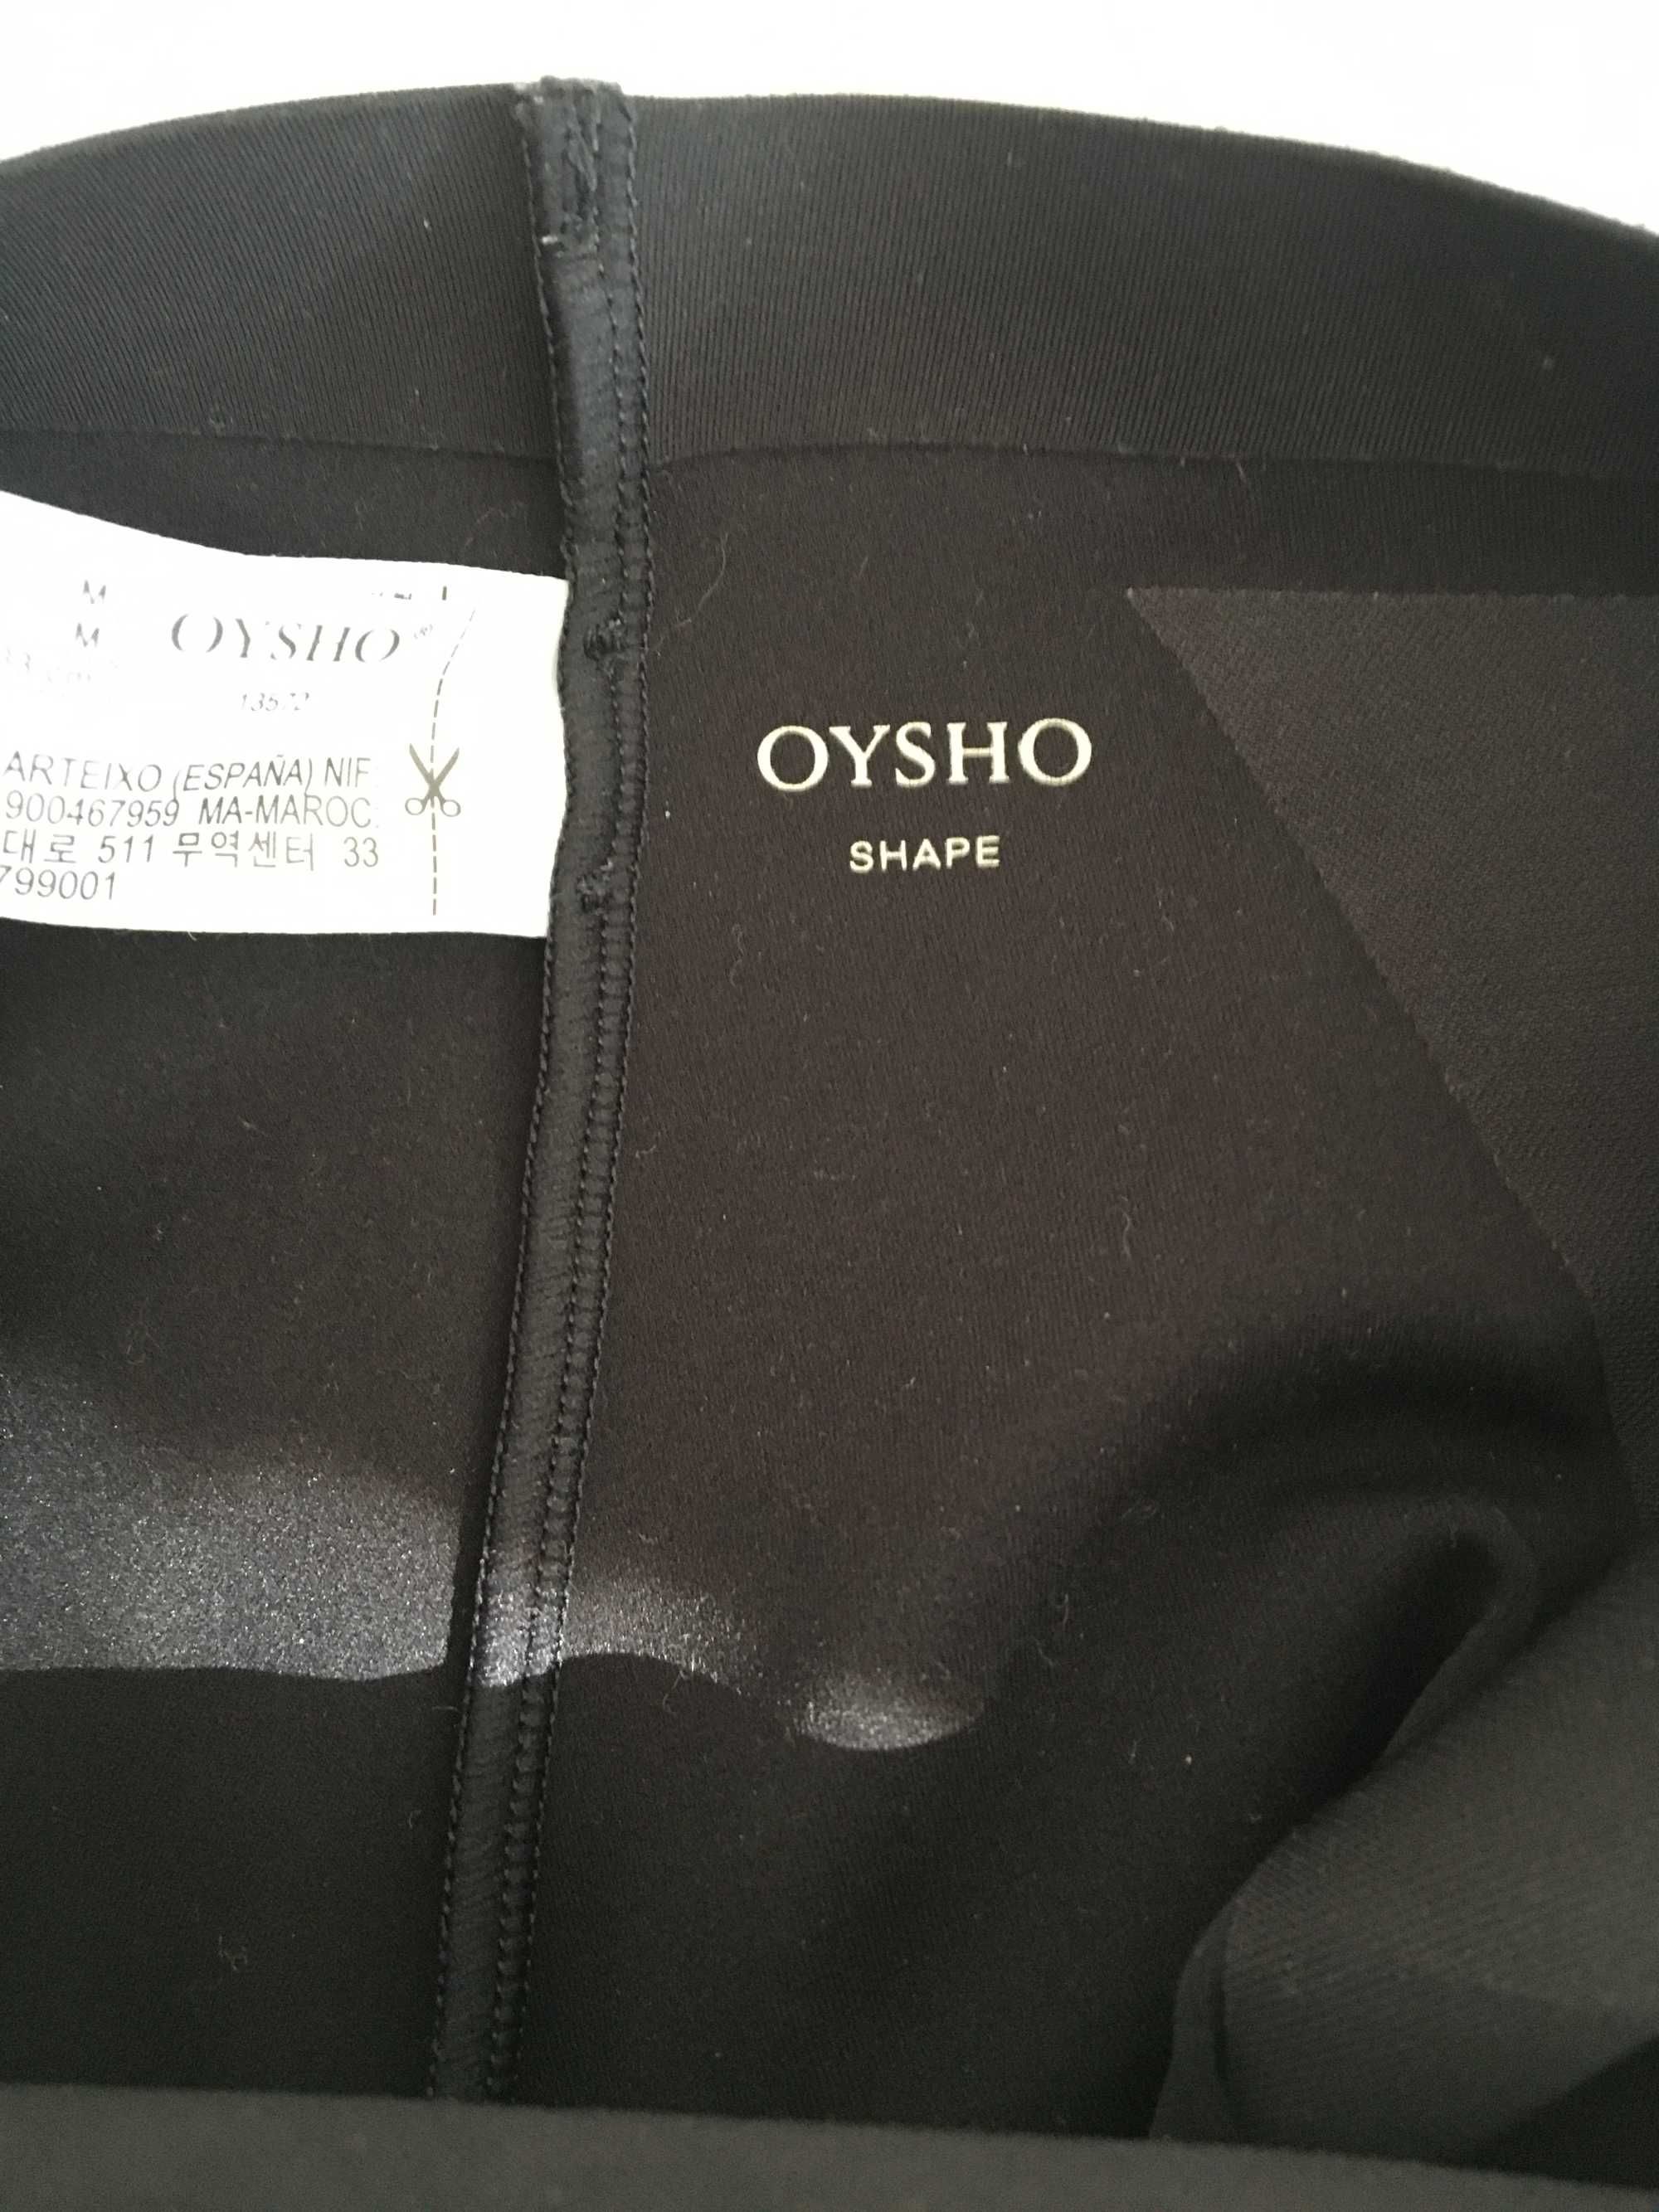 M
M
OYSHO®
13572
ARTEIXO (ESPAÑA) NIF
900467959 MA-MAROC
대로 511 무역센터 33
799001
OYSHO
SHAPE